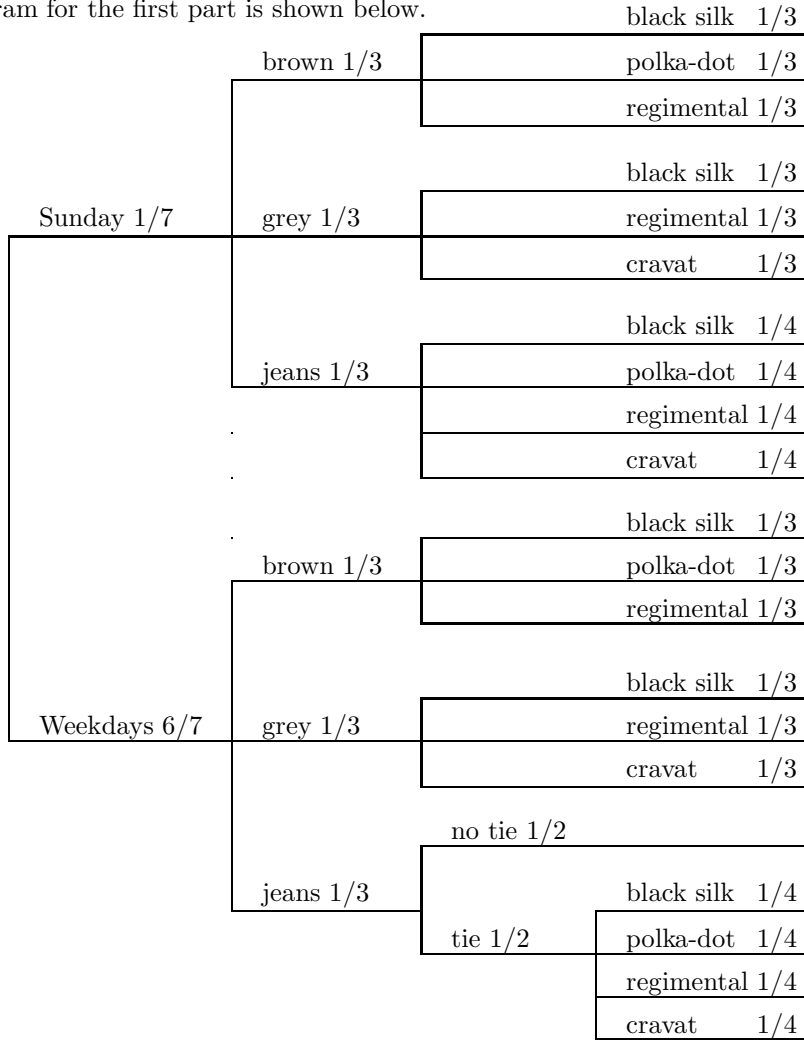 ram for the first part is shown below.
black silk 1/3
brown 1/3 polka-dot 1/3
regimental 1/3
black silk 1/3
Sunday 1/7 grey 1/3 regimental 1/3
cravat 1/3
black silk 1/4
jeans 1/3 polka-dot 1/4
regimental 1/4
cravat 1/4
black silk 1/3
brown 1/3 polka-dot 1/3
regimental 1/3
black silk 1/3
Weekdays 6/7 grey 1/3 regimental 1/3
cravat 1/3
no tie 1/2
jeans 1/3 black silk 1/4
tie 1/2 polka-dot 1/4
regimental 1/4
cravat 1/4